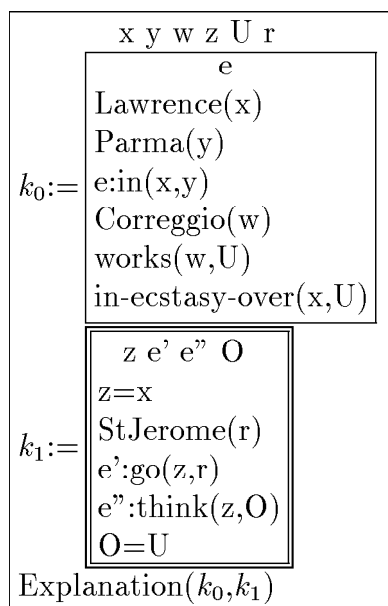 x y w z U r
e
Lawrence(x)
Parma(y)
e:in(x,y)
k₀:=
Correggio(w)
works(w,U)
in-ecstasy-over(x,U)
z e' e" O
z=x
StJerome(r)
k₁:=
e':go(z,r)
e":think(z,O)
O=U
Explanation(k₀,k₁)